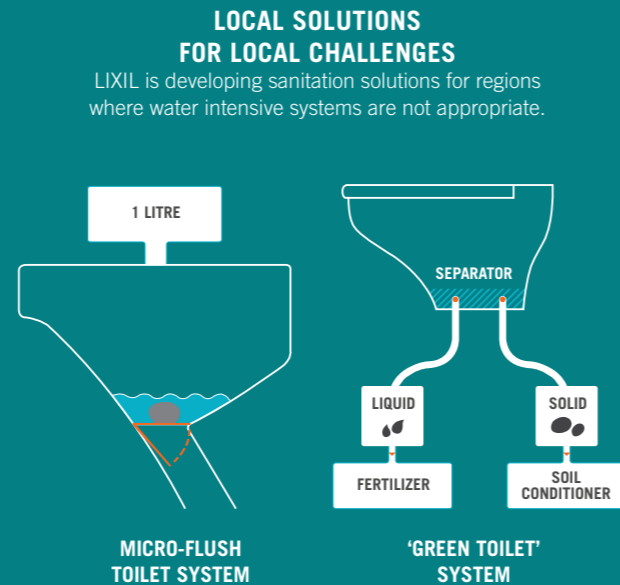 LOCAL SOLUTIONS
FOR LOCAL CHALLENGES
LIXIL is developing sanitation solutions for regions
where water intensive systems are not appropriate.
1 LITRE
SEPARATOR
LIQUID
SOLID
FERTILIZER
SOIL
CONDITIONER
MICRO-FLUSH
TOILET SYSTEM
‘GREEN TOILET’
SYSTEM